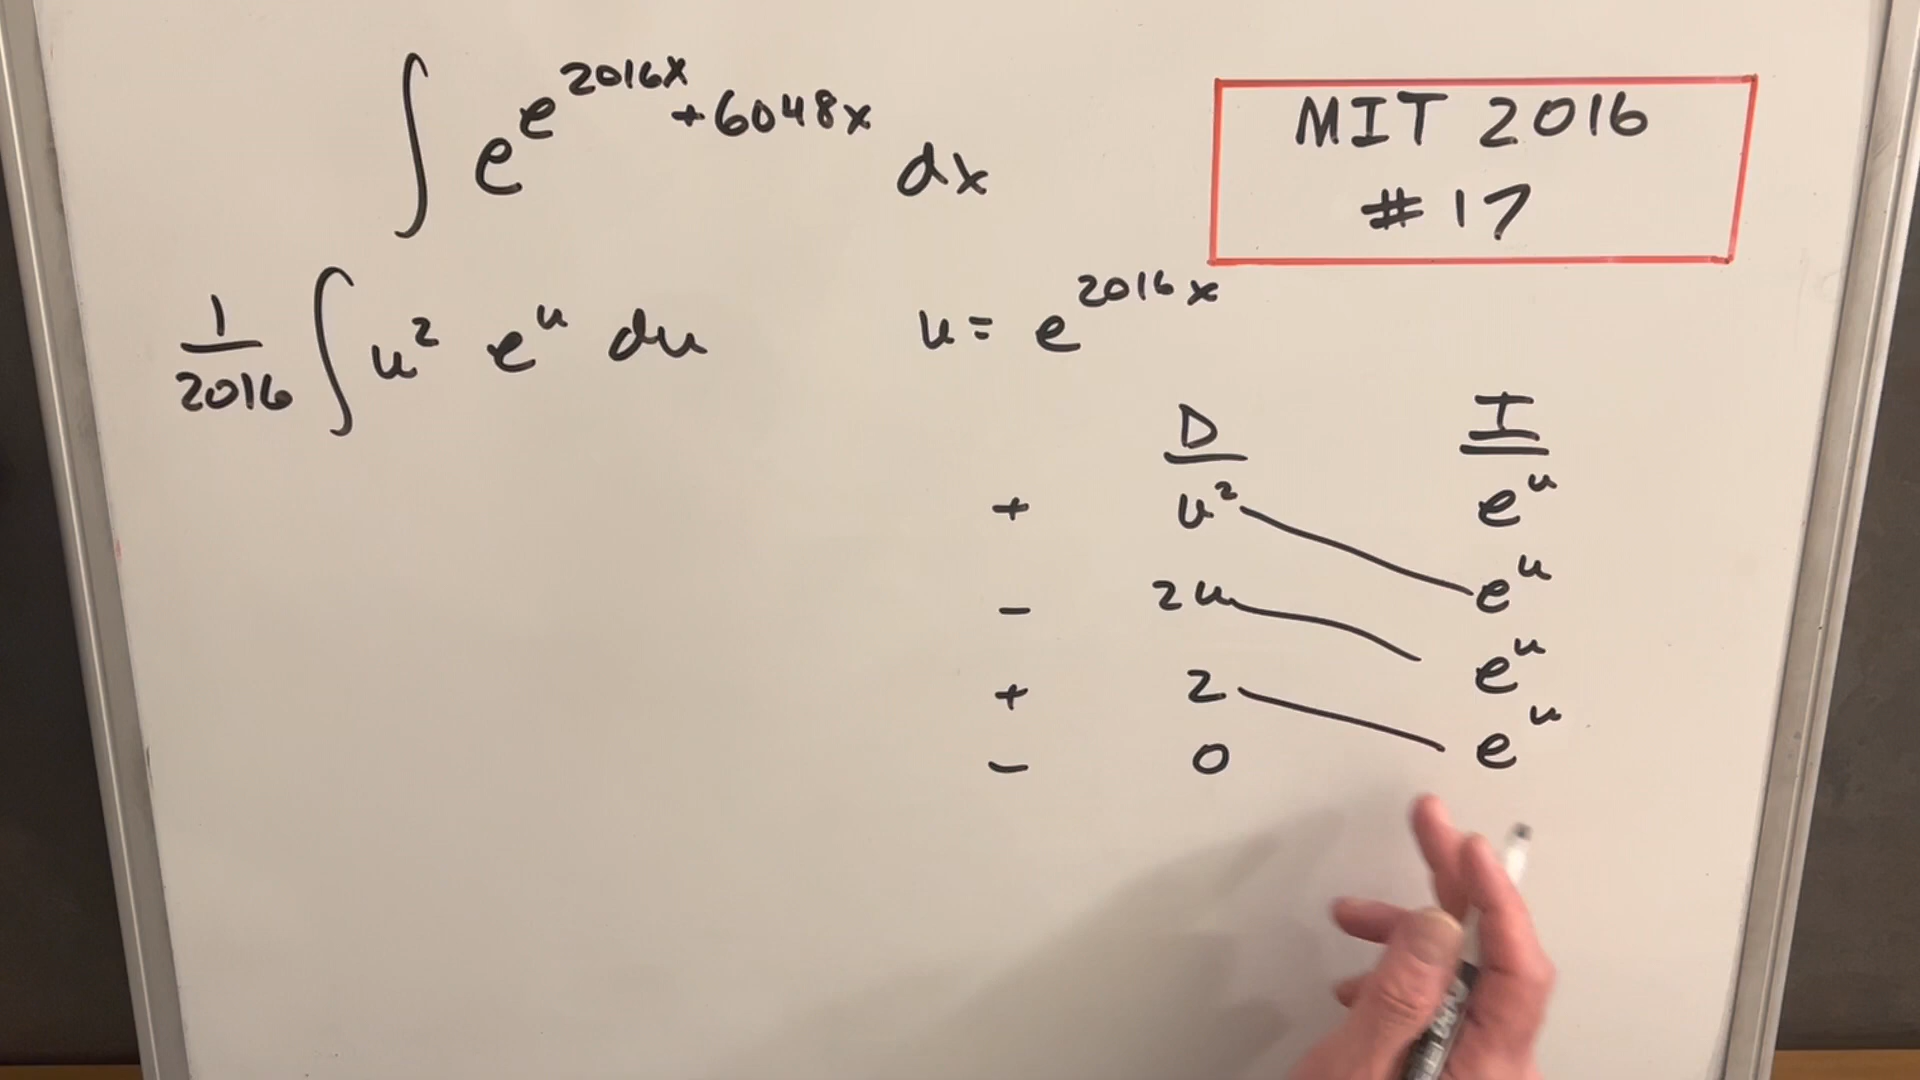 ∫ e^{e^{2016x} + 6048x} dx
MIT 2016
# 17
1/2016 ∫ u² e^u du
u = e^{2016x}
D I
+ u² e^u
- 2u e^u
+ 2 e^u
- 0 e^u